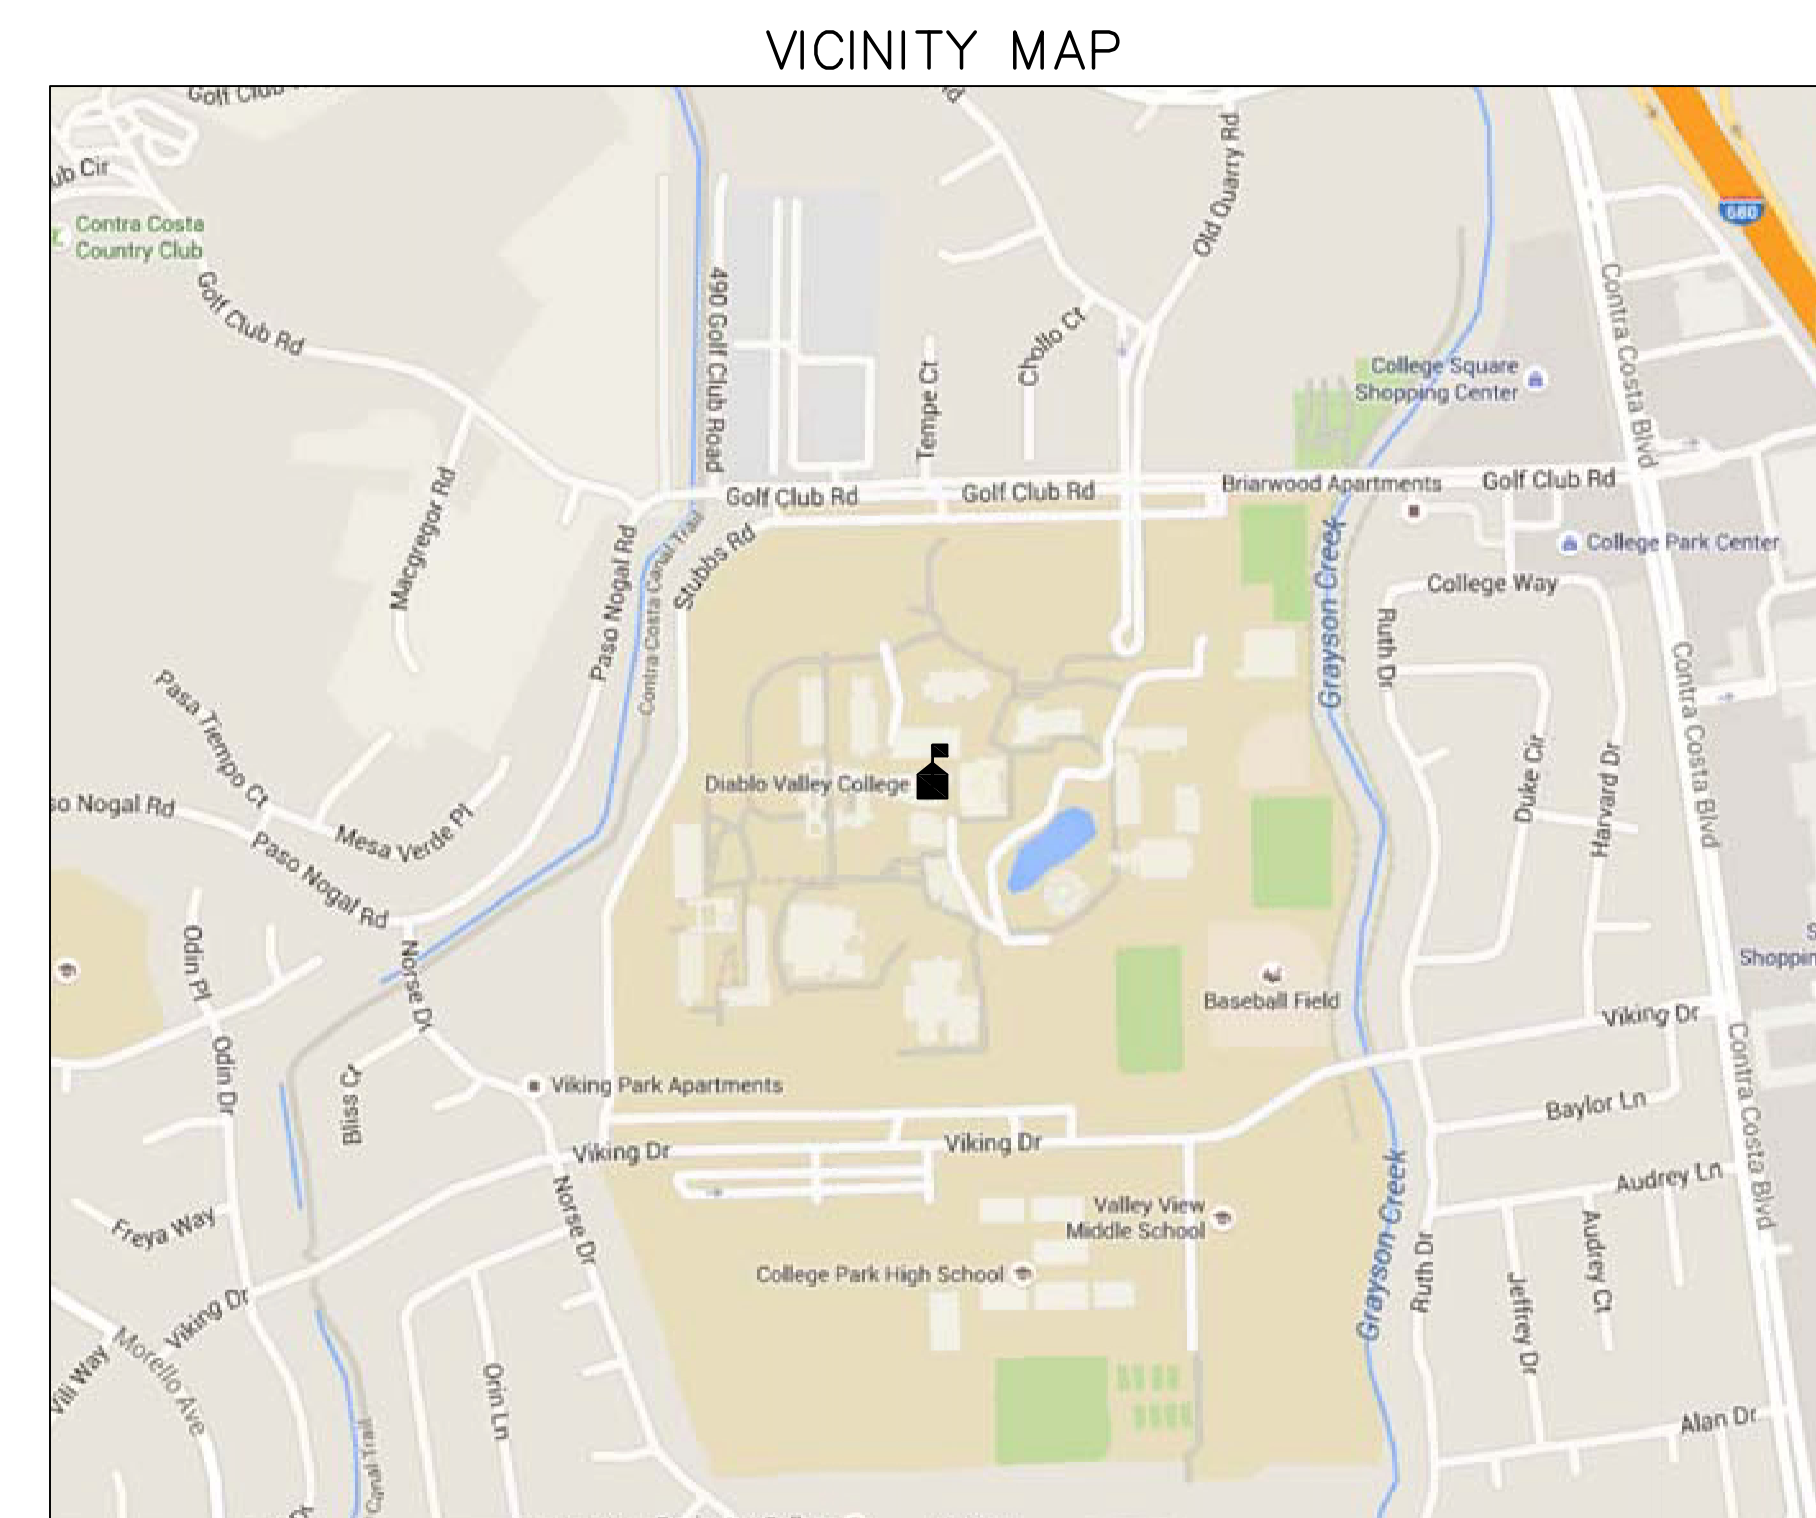 VICINITY MAP
Golf Club
ub Cir
Contra Costa
Country Club
Golf Club Rd
490 Golf Club Road
Old Quarry Rd
680
Contra Costa Blvd
Chollo Ct
Tempe Ct
College Square
Shopping Center
Macgregor Rd
Golf Club Rd
Golf Club Rd
Briarwood Apartments
Golf Club Rd
Paso Nogal Rd
Contra Costa Canal Trail
Stubbs Rd
Grayson Creek
College Park Center
College Way
Ruth Dr
Pasa Tiempo Ct
Contra Costa Blvd
Duke Cir
Harvard Dr
so Nogal Rd
Mesa Verde Pl
Paso Nogal Rd
Diablo Valley College
Odin Pl
Norse Dr
Baseball Field
S
Shoppin
Viking Dr
Odin Dr
Bliss Ct
Viking Park Apartments
Contra Costa Blvd
Baylor Ln
Viking Dr
Viking Dr
Audrey Ln
Norse Dr
Freya Way
Valley View
Middle School
Grayson Creek
Ruth Dr
Audrey Ct
Jeffrey Dr
College Park High School
Viking Dr
Morello Ave
Vili Way
Orin Ln
Canal Trail
Alan Dr